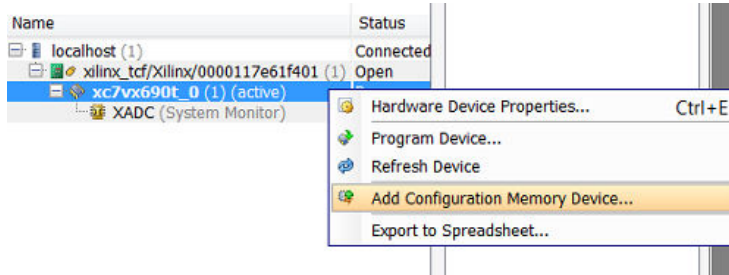 Name Status
localhost (1) Connected
xilinx_tcf/Xilinx/0000117e61f401 (1) Open
xc7vx690t_0 (1) (active)
XADC (System Monitor)
Hardware Device Properties... Ctrl+E
Program Device...
Refresh Device
Add Configuration Memory Device...
Export to Spreadsheet...